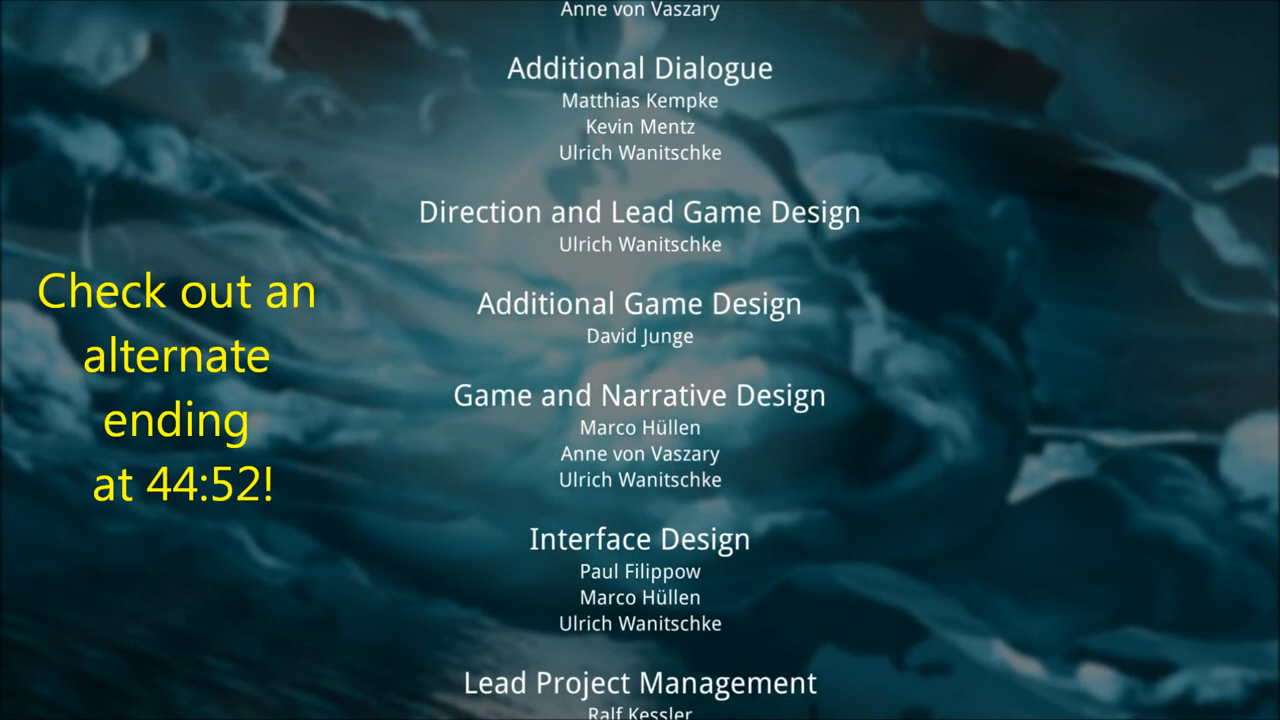 Anne von Vaszary
Additional Dialogue
Matthias Kempke
Kevin Mentz
Ulrich Wanitschke
Direction and Lead Game Design
Ulrich Wanitschke
Additional Game Design
David Junge
Game and Narrative Design
Marco Hüllen
Anne von Vaszary
Ulrich Wanitschke
Interface Design
Paul Filippow
Marco Hüllen
Ulrich Wanitschke
Lead Project Management
Ralf Kessler
Check out an
alternate
ending
at 44:52!